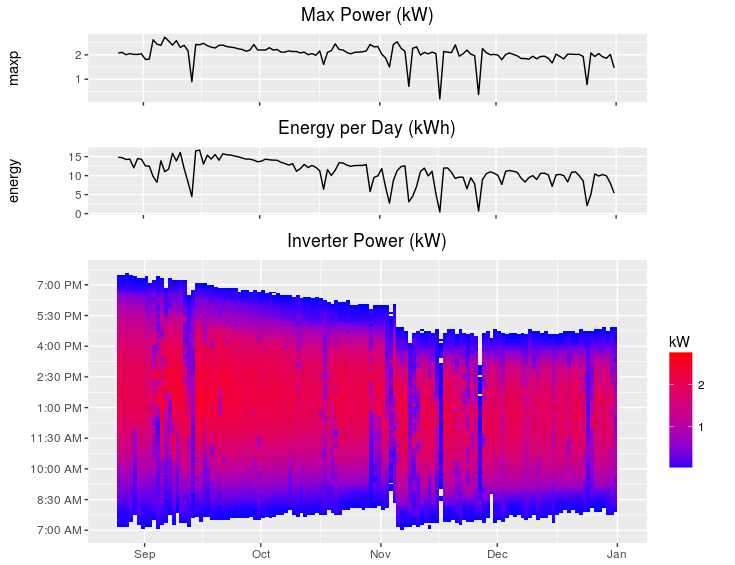 Max Power (kW)
maxp
2
1
Energy per Day (kWh)
energy
15
10
5
0
Inverter Power (kW)
7:00 PM
5:30 PM
4:00 PM
2:30 PM
1:00 PM
11:30 AM
10:00 AM
8:30 AM
7:00 AM
Sep Oct Nov Dec Jan
kW
2
1